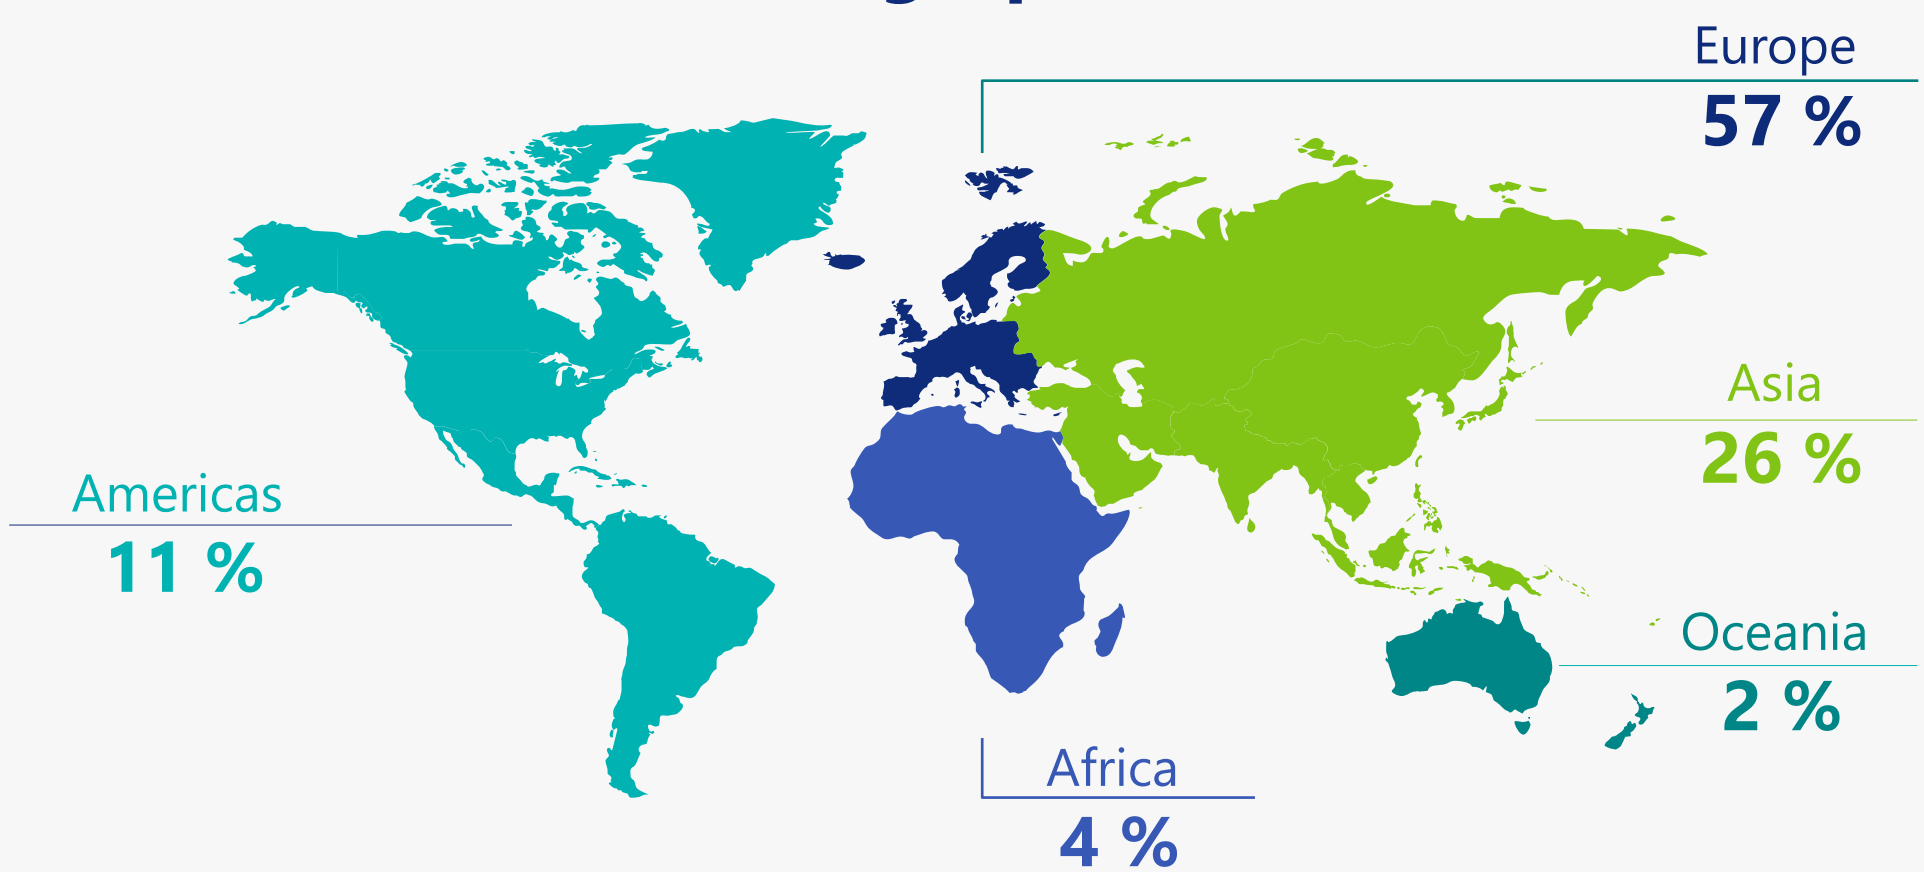 Europe
57 %
Asia
26 %
Americas
11 %
Oceania
2 %
Africa
4 %